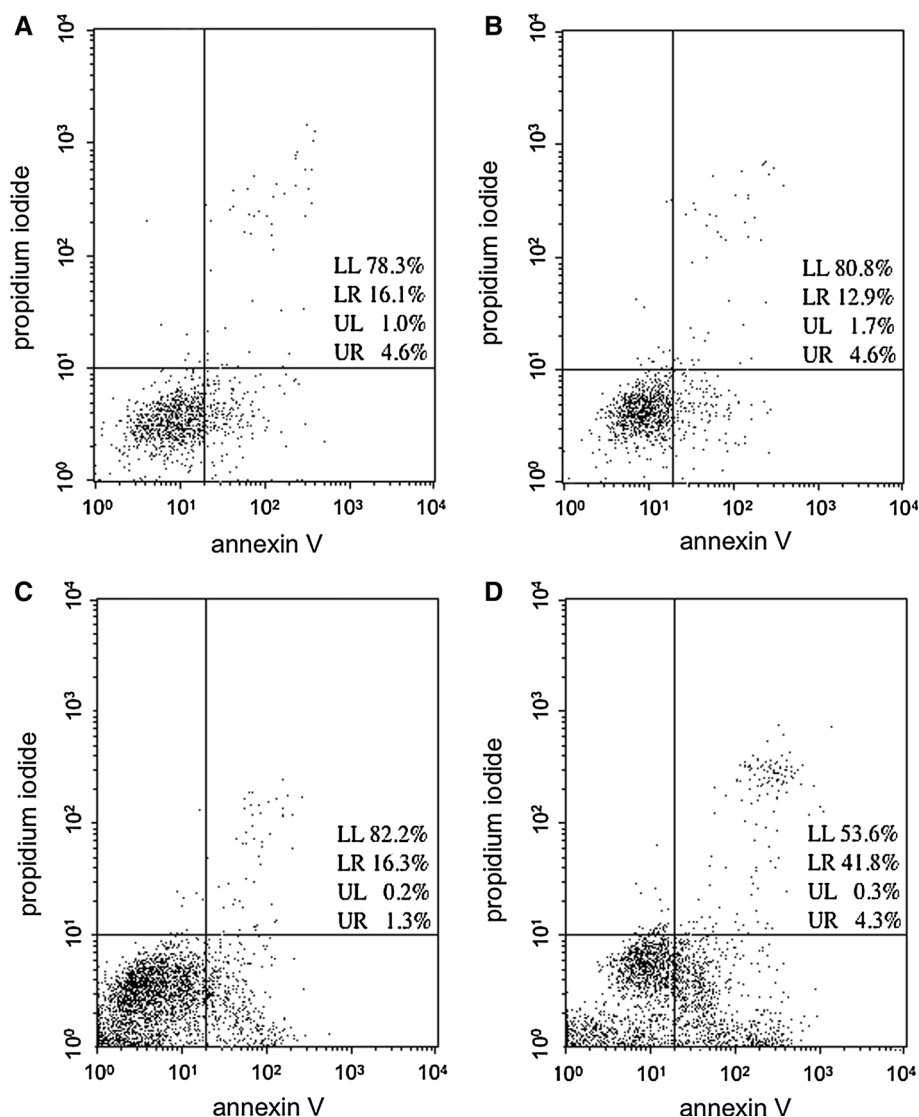 A
propidium iodide
10⁴
10³
10²
10¹
10⁰
LL 78.3%
LR 16.1%
UL 1.0%
UR 4.6%
10⁰ 10¹ 10² 10³ 10⁴
annexin V
B
propidium iodide
10⁴
10³
10²
10¹
10⁰
LL 80.8%
LR 12.9%
UL 1.7%
UR 4.6%
10⁰ 10¹ 10² 10³ 10⁴
annexin V
C
propidium iodide
10⁴
10³
10²
10¹
10⁰
LL 82.2%
LR 16.3%
UL 0.2%
UR 1.3%
10⁰ 10¹ 10² 10³ 10⁴
annexin V
D
propidium iodide
10⁴
10³
10²
10¹
10⁰
LL 53.6%
LR 41.8%
UL 0.3%
UR 4.3%
10⁰ 10¹ 10² 10³ 10⁴
annexin V